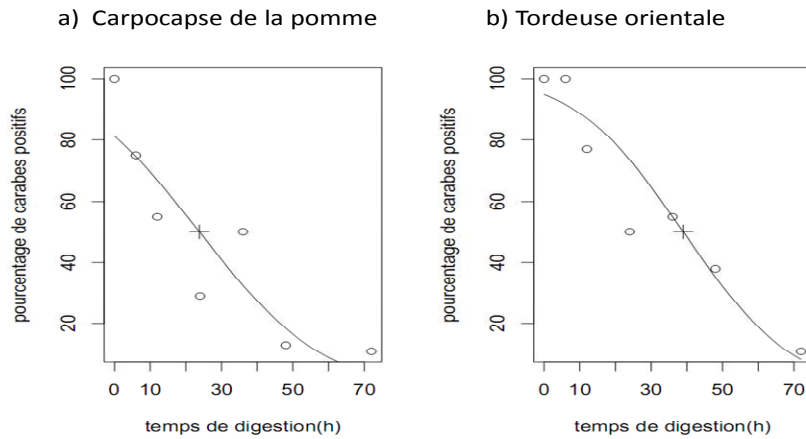 a) Carpocapse de la pomme
b) Tordeuse orientale
pourcentage de carabes positifs
100
80
60
40
20
0 10 30 50 70
temps de digestion(h)
pourcentage de carabes positifs
100
80
60
40
20
0 10 30 50 70
temps de digestion(h)